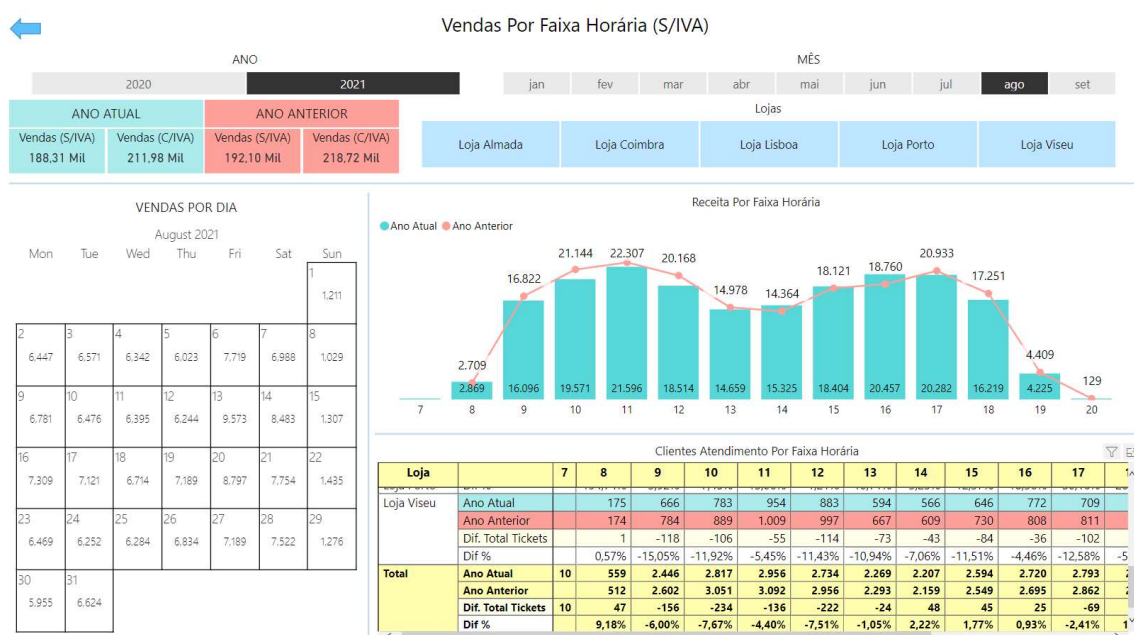 Vendas Por Faixa Horária (S/IVA)
ANO
2020 2021
MÊS
jan fev mar abr mai jun jul ago set
ANO ATUAL ANO ANTERIOR
Vendas (S/IVA) Vendas (C/IVA) Vendas (S/IVA) Vendas (C/IVA)
188,31 Mil 211,98 Mil 192,10 Mil 218,72 Mil
Lojas
Loja Almada Loja Coimbra Loja Lisboa Loja Porto Loja Viseu
VENDAS POR DIA
August 2021
Mon Tue Wed Thu Fri Sat Sun
1
1,211
2 3 4 5 6 7 8
6,447 6,571 6,342 6,023 7,719 6,988 1,029
9 10 11 12 13 14 15
6,781 6,476 6,395 6,244 9,573 8,483 1,307
16 17 18 19 20 21 22
7,309 7,121 6,714 7,189 8,797 7,754 1,435
23 24 25 26 27 28 29
6,469 6,252 6,284 6,834 7,189 7,522 1,276
30 31
5,955 6,624
Receita Por Faixa Horária
Ano Atual Ano Anterior
2.709 16.822 21.144 22.307 20.168 14.978 14.364 18.121 18.760 20.933 17.251 4.409 129
2.869 16.096 19.571 21.596 18.514 14.659 15.325 18.404 20.457 20.282 16.219 4.225
7 8 9 10 11 12 13 14 15 16 17 18 19 20
Clientes Atendimento Por Faixa Horária
Loja 7 8 9 10 11 12 13 14 15 16 17
Loja Viseu Ano Atual 175 666 783 954 883 594 566 646 772 709
Ano Anterior 174 784 889 1.009 997 667 609 730 808 811
Dif. Total Tickets 1 -118 -106 -55 -114 -73 -43 -84 -36 -102
Dif % 0,57% -15,05% -11,92% -5,45% -11,43% -10,94% -7,06% -11,51% -4,46% -12,58%
Total Ano Atual 10 559 2.446 2.817 2.956 2.734 2.269 2.207 2.594 2.720 2.793
Ano Anterior 512 2.602 3.051 3.092 2.956 2.293 2.159 2.549 2.695 2.862
Dif. Total Tickets 10 47 -156 -234 -136 -222 -24 48 45 25 -69
Dif % 9,18% -6,00% -7,67% -4,40% -7,51% -1,05% 2,22% 1,77% 0,93% -2,41%